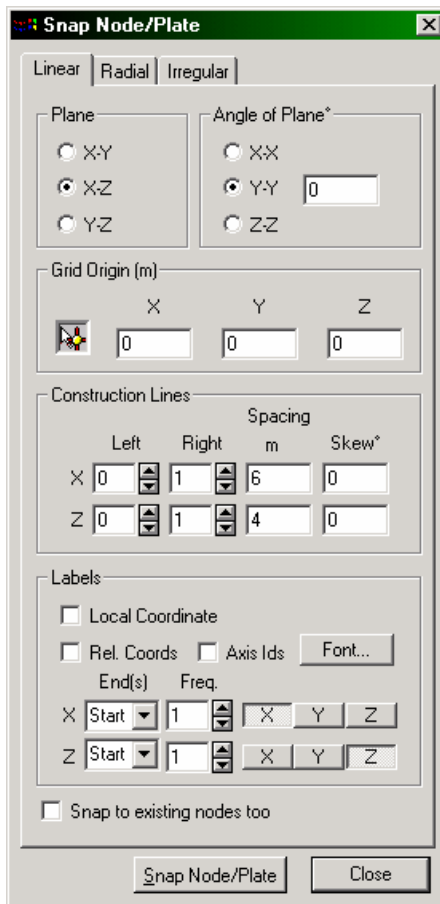 Snap Node/Plate
Linear Radial Irregular
Plane Angle of Plane°
X-Y X-X
X-Z Y-Y 0
Y-Z Z-Z
Grid Origin (m)
X Y Z
0 0 0
Construction Lines
Spacing
Left Right m Skew°
X 0 1 6 0
Z 0 1 4 0
Labels
Local Coordinate
Rel. Coords Axis Ids Font...
End(s) Freq.
X Start 1 X Y Z
Z Start 1 X Y Z
Snap to existing nodes too
Snap Node/Plate Close